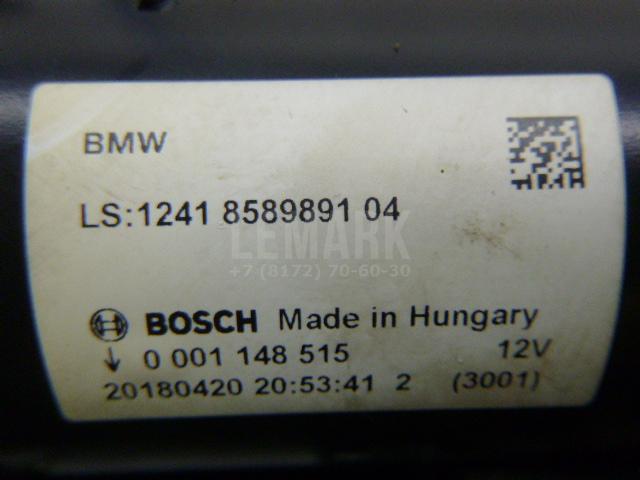 BMW
LS:1241 8589891 04
LEMARK
+7 (8172) 70-60-30
BOSCH Made in Hungary
0 001 148 515 12V
20180420 20:53:41 2 (3001)